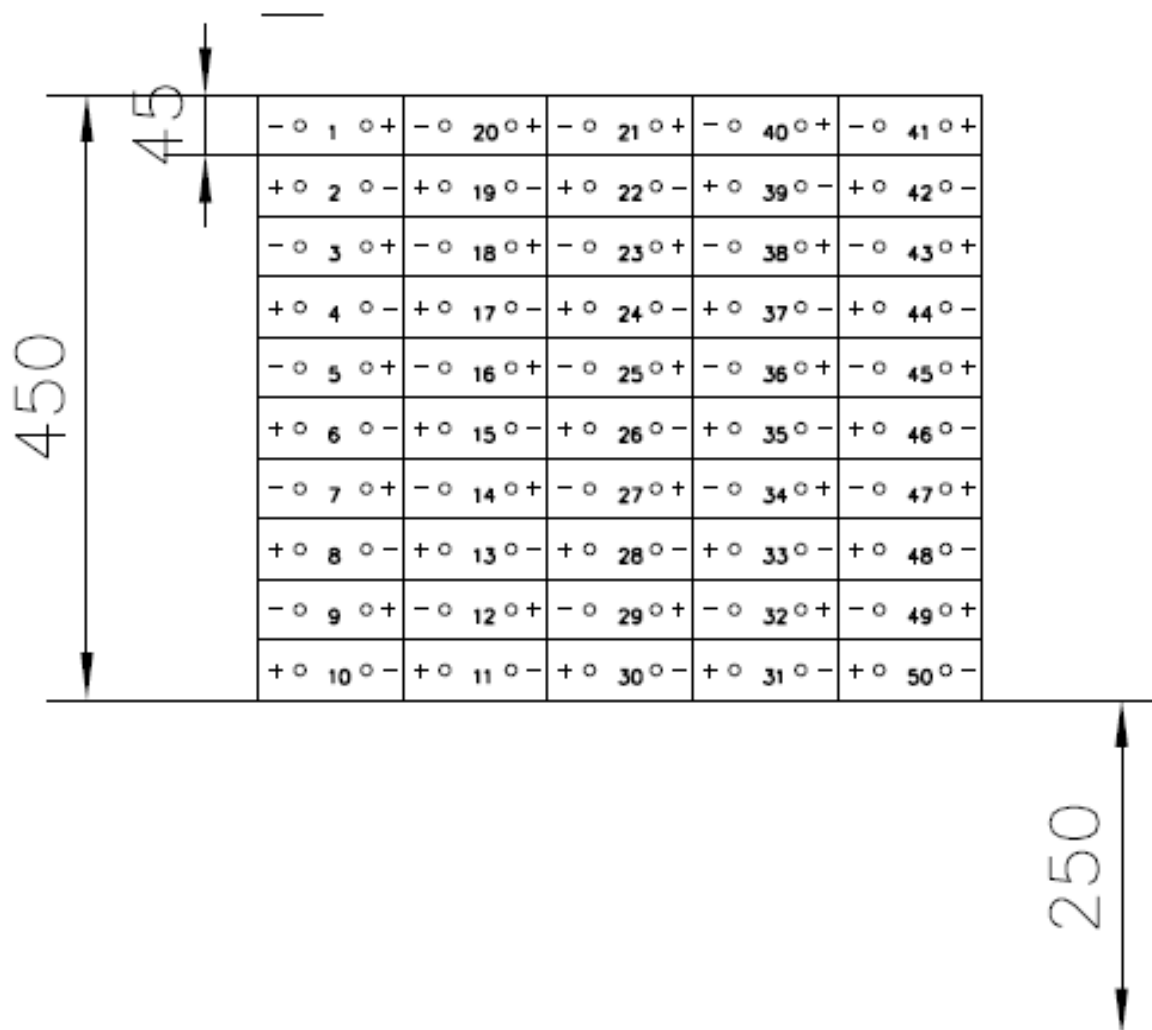 45
- o 1 o + - o 20 o + - o 21 o + - o 40 o + - o 41 o +
+ o 2 o - + o 19 o - + o 22 o - + o 39 o - + o 42 o -
- o 3 o + - o 18 o + - o 23 o + - o 38 o + - o 43 o +
+ o 4 o - + o 17 o - + o 24 o - + o 37 o - + o 44 o -
- o 5 o + - o 16 o + - o 25 o + - o 36 o + - o 45 o +
+ o 6 o - + o 15 o - + o 26 o - + o 35 o - + o 46 o -
- o 7 o + - o 14 o + - o 27 o + - o 34 o + - o 47 o +
+ o 8 o - + o 13 o - + o 28 o - + o 33 o - + o 48 o -
- o 9 o + - o 12 o + - o 29 o + - o 32 o + - o 49 o +
+ o 10 o - + o 11 o - + o 30 o - + o 31 o - + o 50 o -
450
250